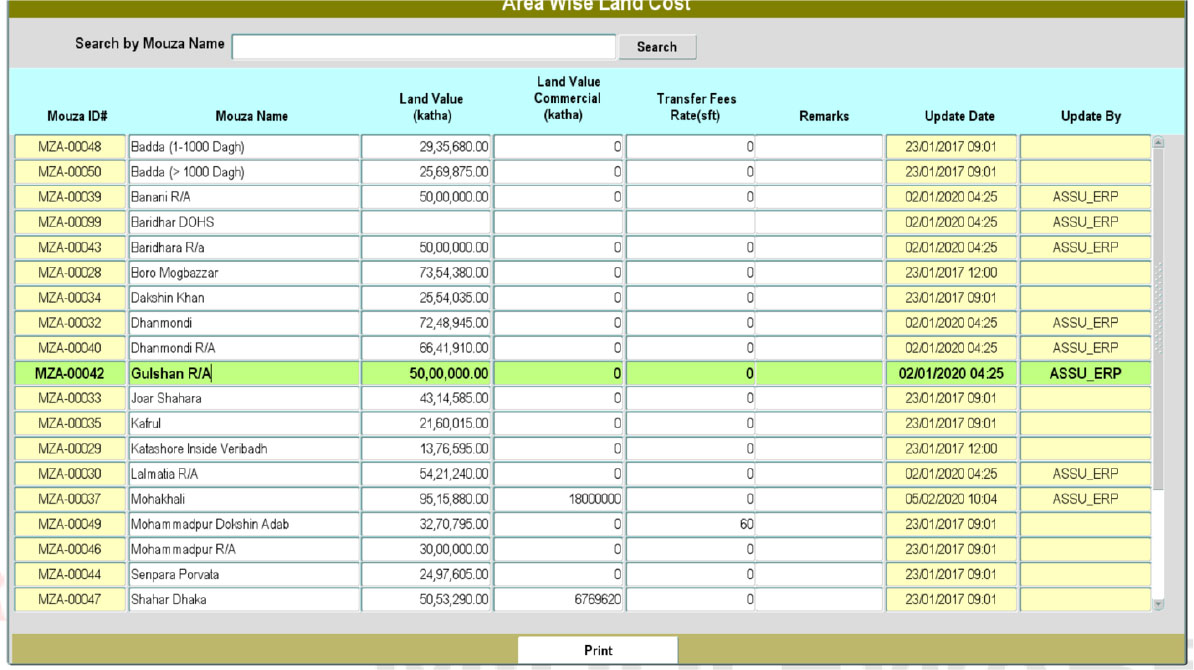 Area Wise Land Cost
Search by Mouza Name Search
Mouza ID# Mouza Name Land Value (katha) Land Value Commercial (katha) Transfer Fees Rate(sft) Remarks Update Date Update By
MZA-00048 Badda (1-1000 Dagh) 29,35,680.00 0 0 23/01/2017 09:01
MZA-00050 Badda (> 1000 Dagh) 25,69,875.00 0 0 23/01/2017 09:01
MZA-00039 Banani R/A 50,00,000.00 0 0 02/01/2020 04:25 ASSU_ERP
MZA-00099 Baridhar DOHS 02/01/2020 04:25 ASSU_ERP
MZA-00043 Baridhara R/a 50,00,000.00 0 0 02/01/2020 04:25 ASSU_ERP
MZA-00028 Boro Mogbazzar 73,54,380.00 0 0 23/01/2017 12:00
MZA-00034 Dakshin Khan 25,54,035.00 0 0 23/01/2017 09:01
MZA-00032 Dhanmondi 72,48,945.00 0 0 02/01/2020 04:25 ASSU_ERP
MZA-00040 Dhanmondi R/A 66,41,910.00 0 0 02/01/2020 04:25 ASSU_ERP
MZA-00042 Gulshan R/A 50,00,000.00 0 0 02/01/2020 04:25 ASSU_ERP
MZA-00033 Joar Shahara 43,14,585.00 0 0 23/01/2017 09:01
MZA-00035 Kafrul 21,60,015.00 0 0 23/01/2017 09:01
MZA-00029 Katashore Inside Veribadh 13,76,595.00 0 0 23/01/2017 12:00
MZA-00030 Lalmatia R/A 54,21,240.00 0 0 02/01/2020 04:25 ASSU_ERP
MZA-00037 Mohakhali 95,15,880.00 18000000 0 05/02/2020 10:04 ASSU_ERP
MZA-00049 Mohammadpur Dokshin Adab 32,70,795.00 0 60 23/01/2017 09:01
MZA-00046 Mohammadpur R/A 30,00,000.00 0 0 23/01/2017 09:01
MZA-00044 Senpara Porvata 24,97,605.00 0 0 23/01/2017 09:01
MZA-00047 Shahar Dhaka 50,53,290.00 6769620 0 23/01/2017 09:01
Print